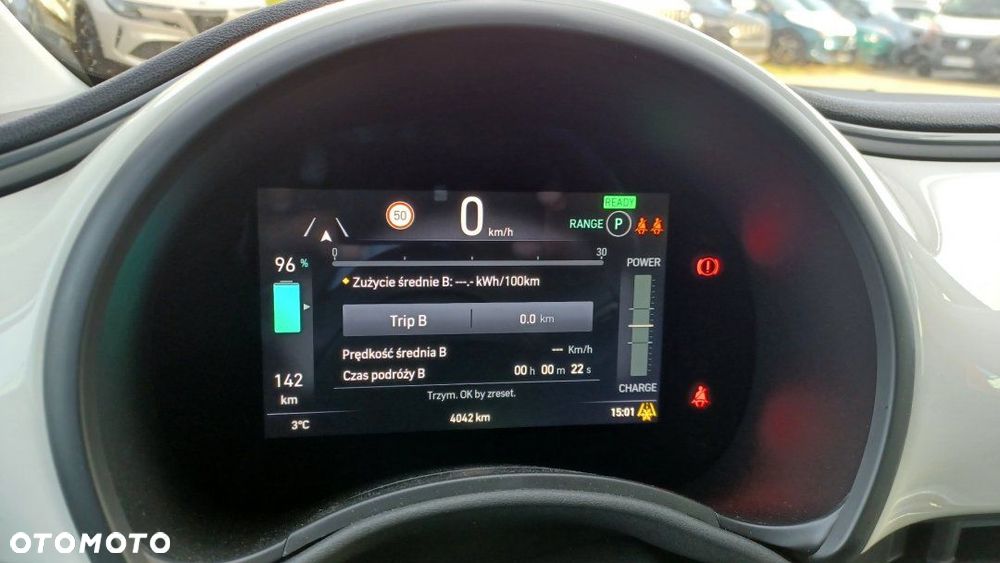 READY
50
0 km/h
RANGE P
0 30
96 %
POWER
Zużycie średnie B: ---.- kWh/100km
Trip B 0.0 km
Prędkość średnia B --- Km/h
Czas podróży B 00 h 00 m 22 s
142
km
CHARGE
Trzym. OK by zreset.
3°C
4042 km
15:01
OTOMOTO